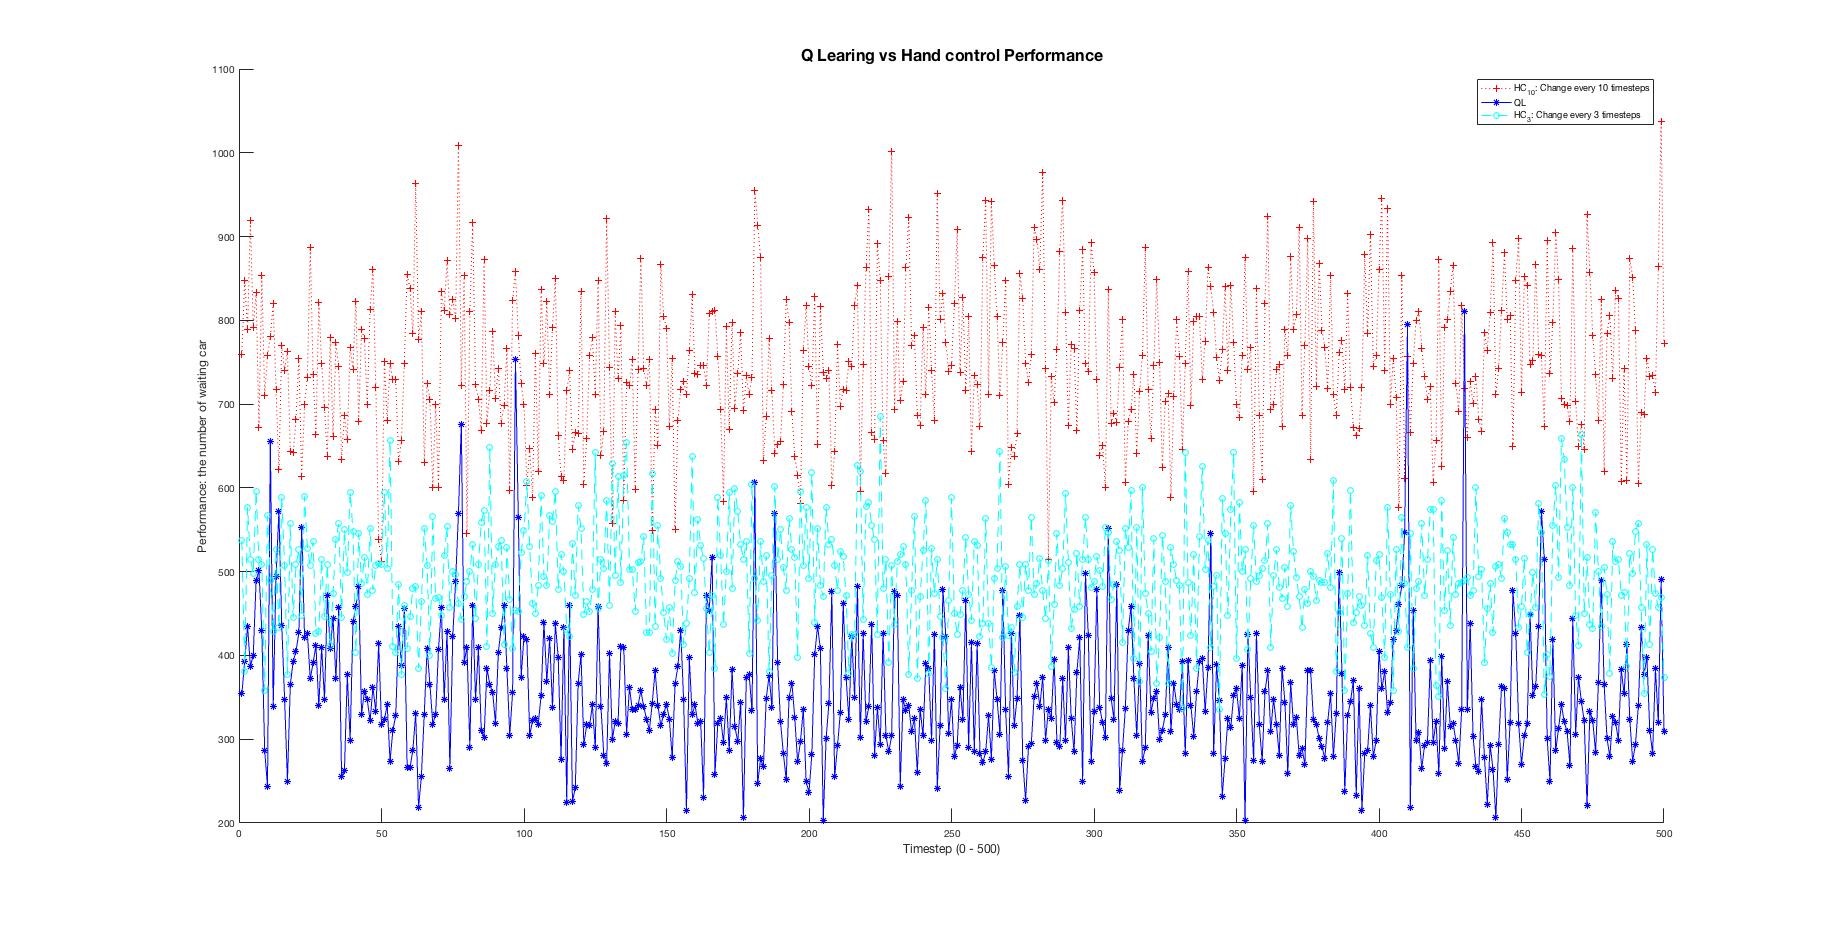 Q Learing vs Hand control Performance
1100
1000
900
800
700
600
500
400
300
200
Performance: the number of waiting car
HC10: Change every 10 timesteps
QL
HC3: Change every 3 timesteps
0 50 100 150 200 250 300 350 400 450 500
Timestep (0 - 500)